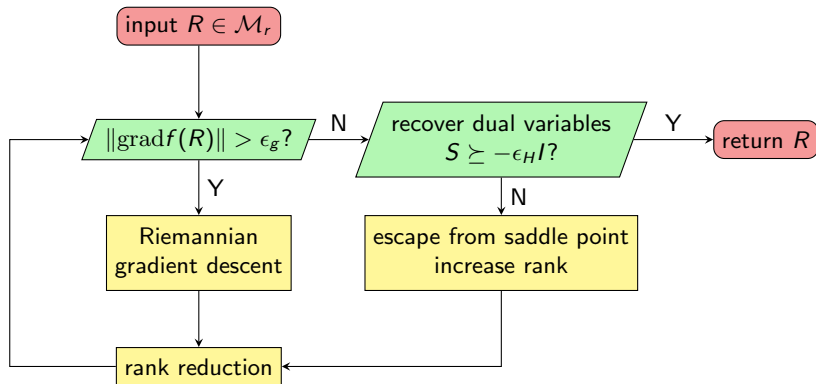 input R ∈ ℳᵣ
‖gradf(R)‖ > ϵ_g?
N
recover dual variables
S ⪰ −ϵ_H I?
Y
return R
Y
N
Riemannian
gradient descent
escape from saddle point
increase rank
rank reduction